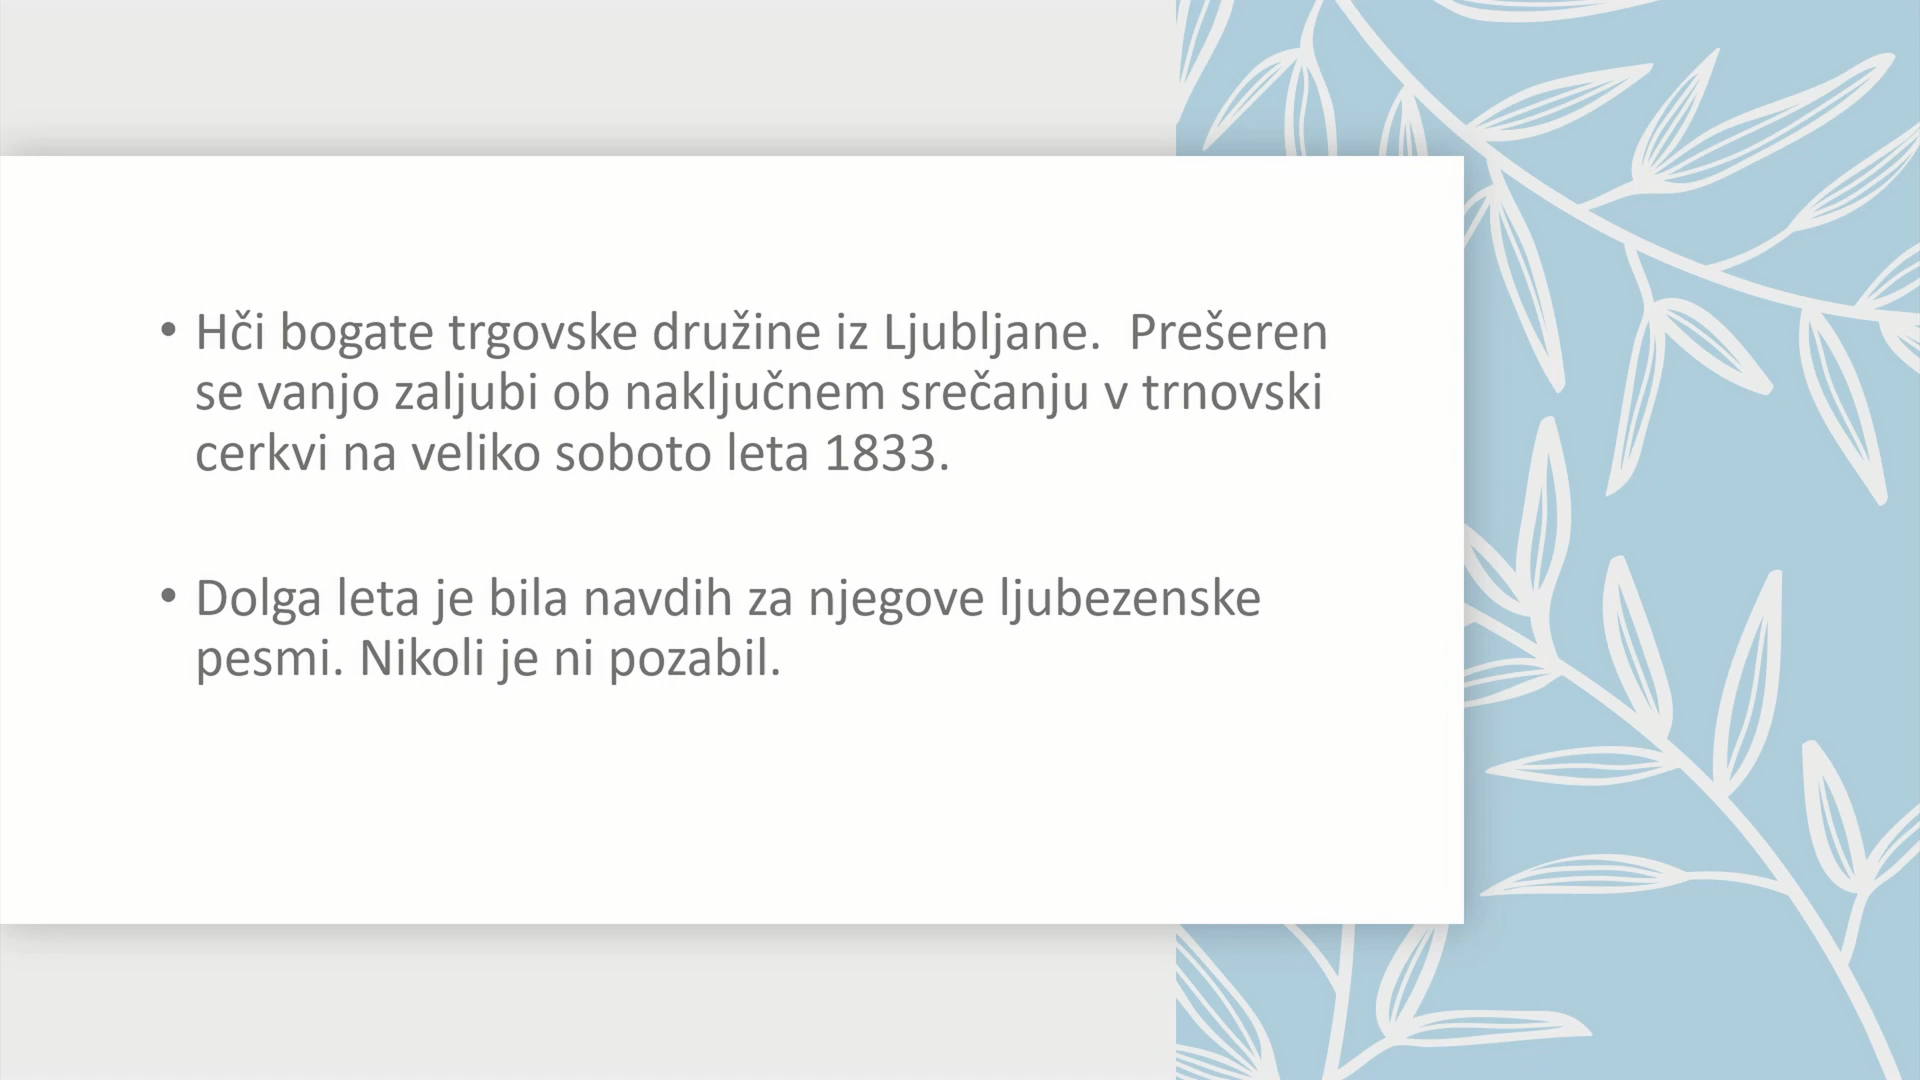 • Hči bogate trgovske družine iz Ljubljane.  Prešeren
se vanjo zaljubi ob naključnem srečanju v trnovski
cerkvi na veliko soboto leta 1833.
• Dolga leta je bila navdih za njegove ljubezenske
pesmi. Nikoli je ni pozabil.